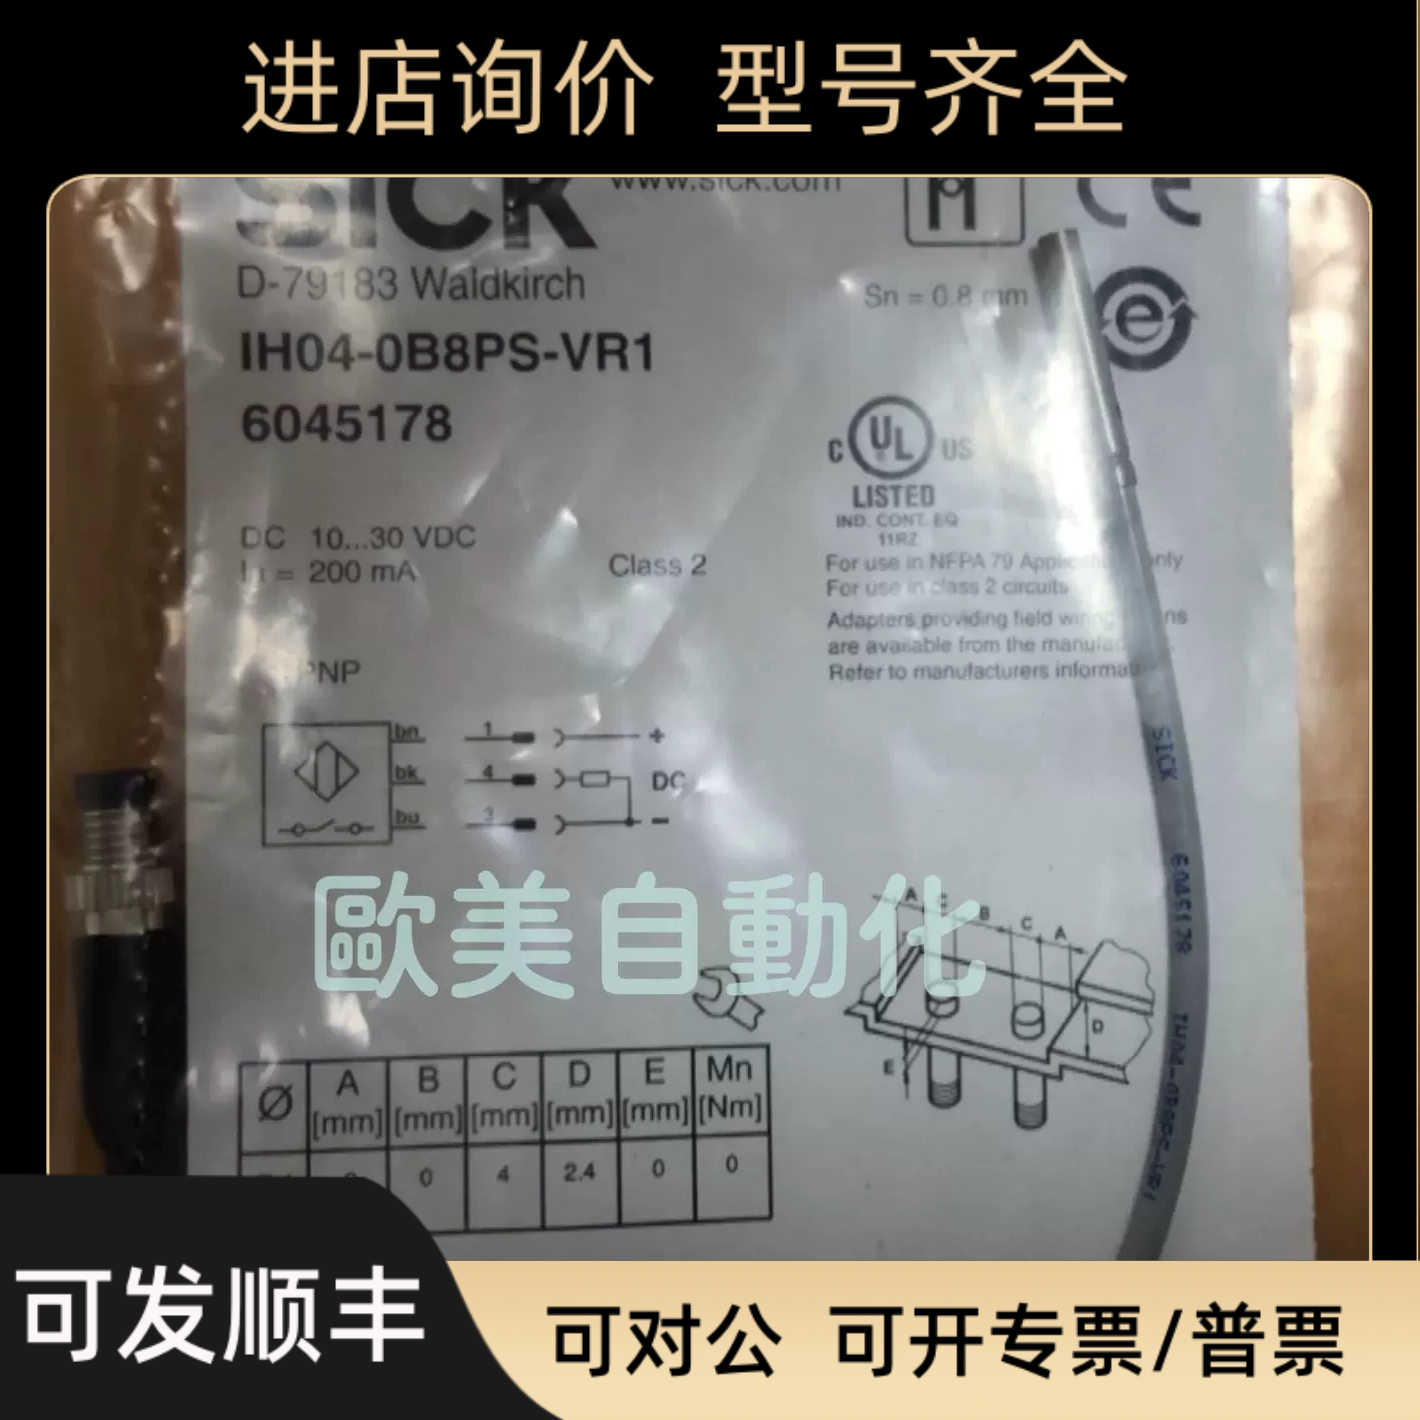 进店询价 型号齐全
SICK
www.sick.com
CE
D-79183 Waldkirch
Sn = 0.8 mm
IH04-0B8PS-VR1
6045178
C UL US
LISTED
IND. CONT. EQ
11RZ
DC 10...30 VDC
= 200 mA
Class 2
For use in NFPA 79 only
For use in class 2 circuits
Adapters providing field
are available from the
Refer to manufacturers
PNP
bn 1 +
bk 4 DC
bu 3 -
SICK 6045178
歐美自動化
A C B C A
D
E
Ø A [mm] B [mm] C [mm] D [mm] E [mm] Mn [Nm]
0 4 2.4 0 0
可发顺丰
可对公 可开专票/普票